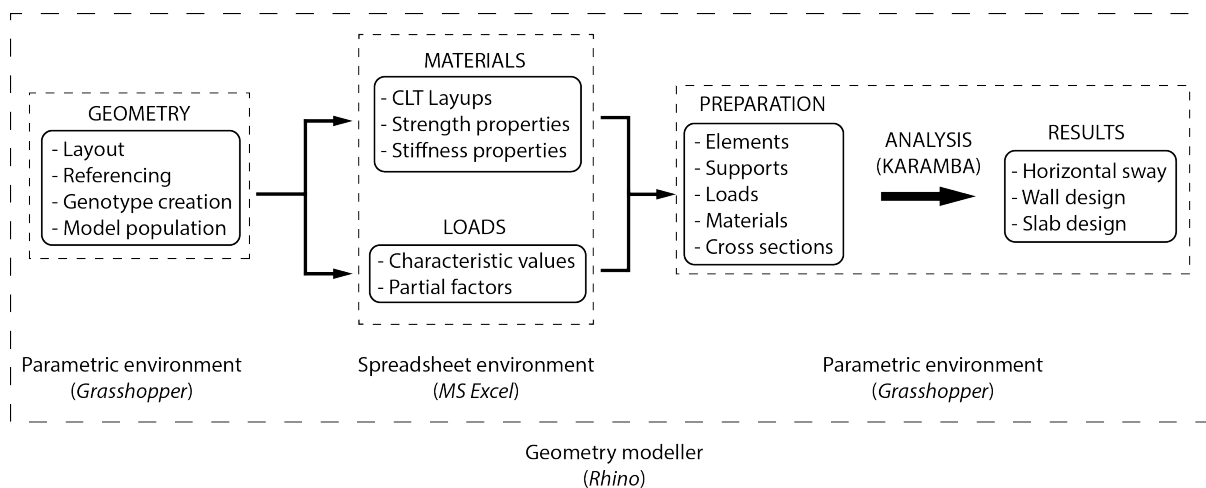 GEOMETRY
- Layout
- Referencing
- Genotype creation
- Model population
MATERIALS
- CLT Layups
- Strength properties
- Stiffness properties
LOADS
- Characteristic values
- Partial factors
PREPARATION
- Elements
- Supports
- Loads
- Materials
- Cross sections
ANALYSIS
(KARAMBA)
RESULTS
- Horizontal sway
- Wall design
- Slab design
Parametric environment
(Grasshopper)
Spreadsheet environment
(MS Excel)
Parametric environment
(Grasshopper)
Geometry modeller
(Rhino)